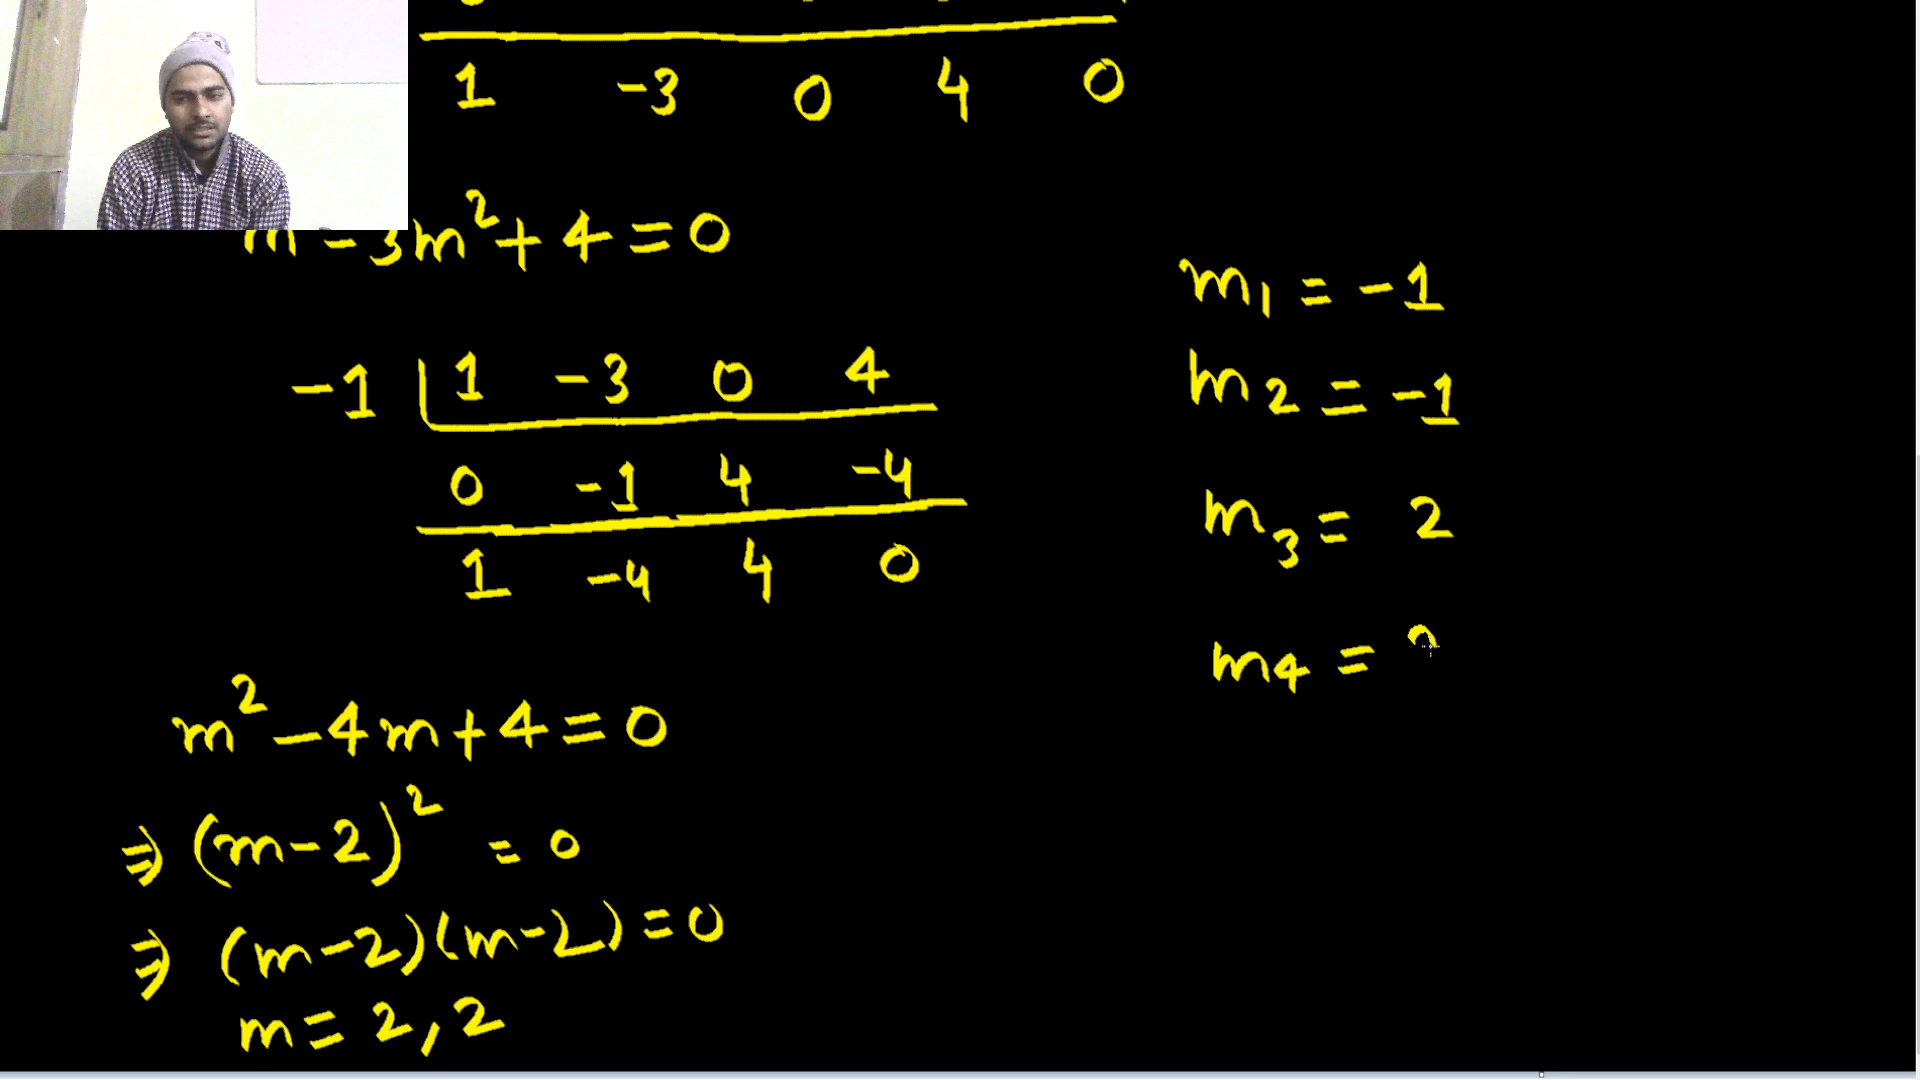 1 -3 0 4 0
m - 3m² + 4 = 0
-1 | 1 -3 0 4
0 -1 4 -4
1 -4 4 0
m² - 4m + 4 = 0
⇒ (m-2)² = 0
⇒ (m-2)(m-2) = 0
m = 2, 2
m₁ = -1
m₂ = -1
m₃ = 2
m₄ =